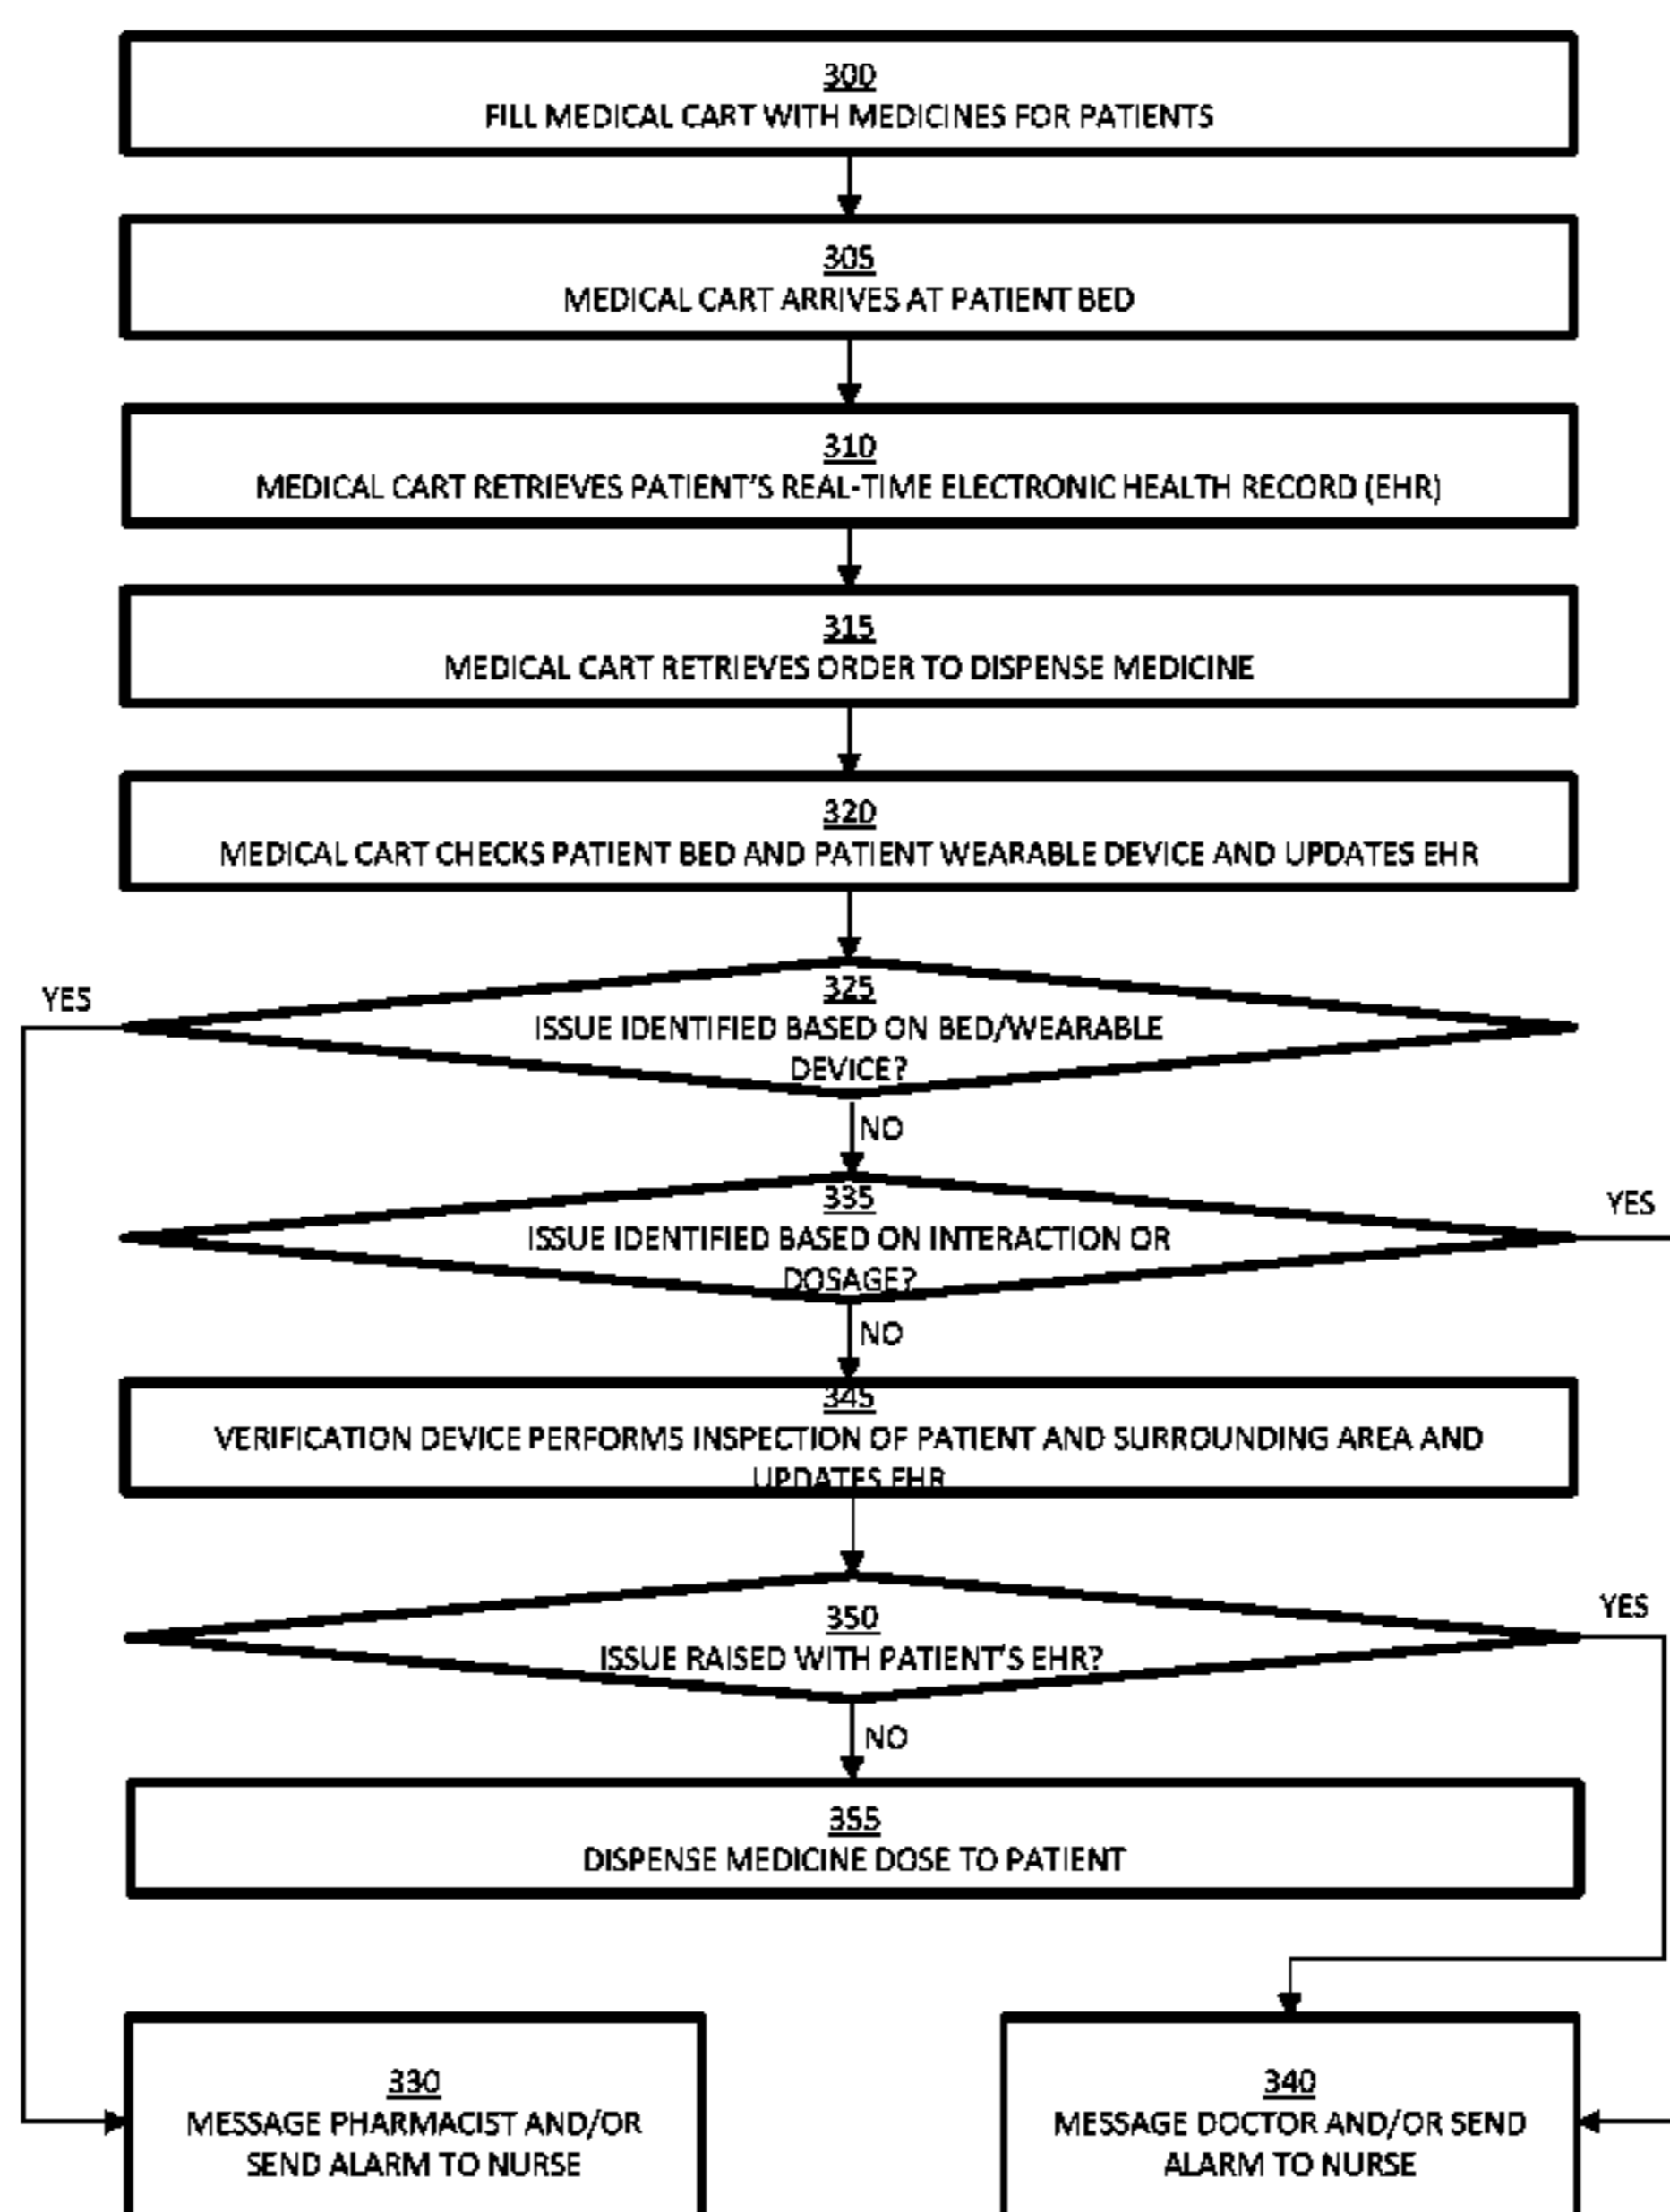 300
FILL MEDICAL CART WITH MEDICINES FOR PATIENTS
305
MEDICAL CART ARRIVES AT PATIENT BED
310
MEDICAL CART RETRIEVES PATIENT'S REAL-TIME ELECTRONIC HEALTH RECORD (EHR)
315
MEDICAL CART RETRIEVES ORDER TO DISPENSE MEDICINE
320
MEDICAL CART CHECKS PATIENT BED AND PATIENT WEARABLE DEVICE AND UPDATES EHR
325
YES
ISSUE IDENTIFIED BASED ON BED/WEARABLE
DEVICE?
NO
335
YES
ISSUE IDENTIFIED BASED ON INTERACTION OR
DOSAGE?
NO
345
VERIFICATION DEVICE PERFORMS INSPECTION OF PATIENT AND SURROUNDING AREA AND
UPDATES EHR
350
YES
ISSUE RAISED WITH PATIENT'S EHR?
NO
355
DISPENSE MEDICINE DOSE TO PATIENT
330
MESSAGE PHARMACIST AND/OR
SEND ALARM TO NURSE
340
MESSAGE DOCTOR AND/OR SEND
ALARM TO NURSE